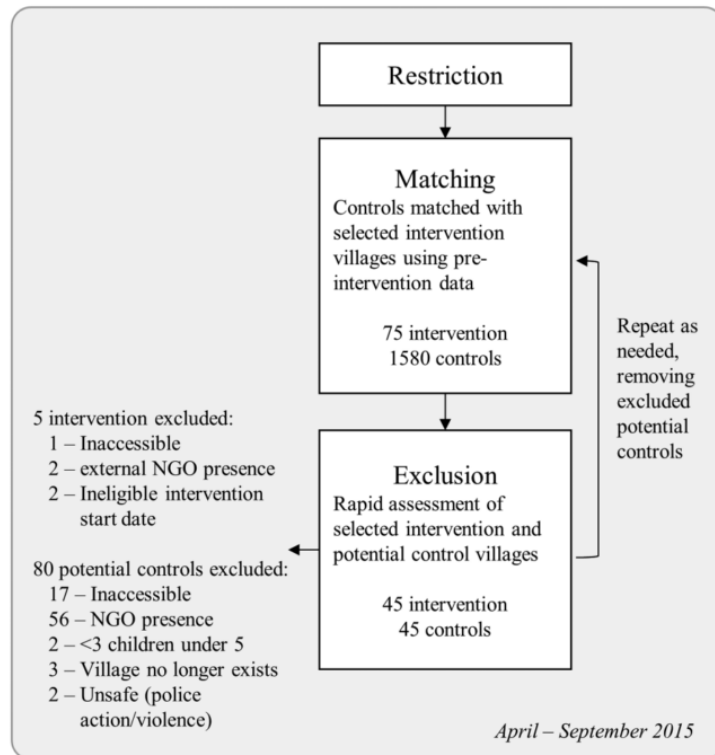 Restriction
Matching
Controls matched with
selected intervention
villages using pre-
intervention data
75 intervention
1580 controls
Repeat as
needed,
removing
excluded
potential
controls
5 intervention excluded:
1 – Inaccessible
2 – external NGO presence
2 – Ineligible intervention
start date
Exclusion
Rapid assessment of
selected intervention and
potential control villages
45 intervention
45 controls
80 potential controls excluded:
17 – Inaccessible
56 – NGO presence
2 – <3 children under 5
3 – Village no longer exists
2 – Unsafe (police
action/violence)
April – September 2015